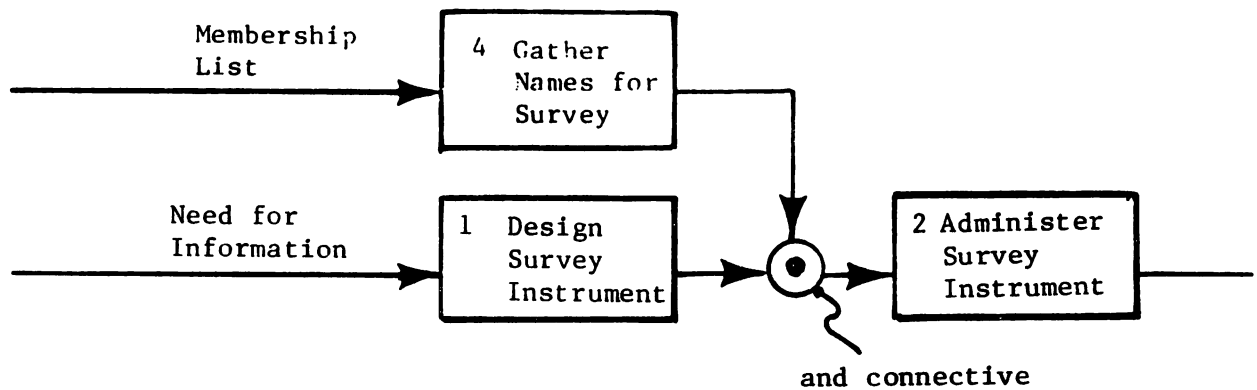 Membership
List
4 Gather
Names for
Survey
Need for
Information
1 Design
Survey
Instrument
2 Administer
Survey
Instrument
and connective